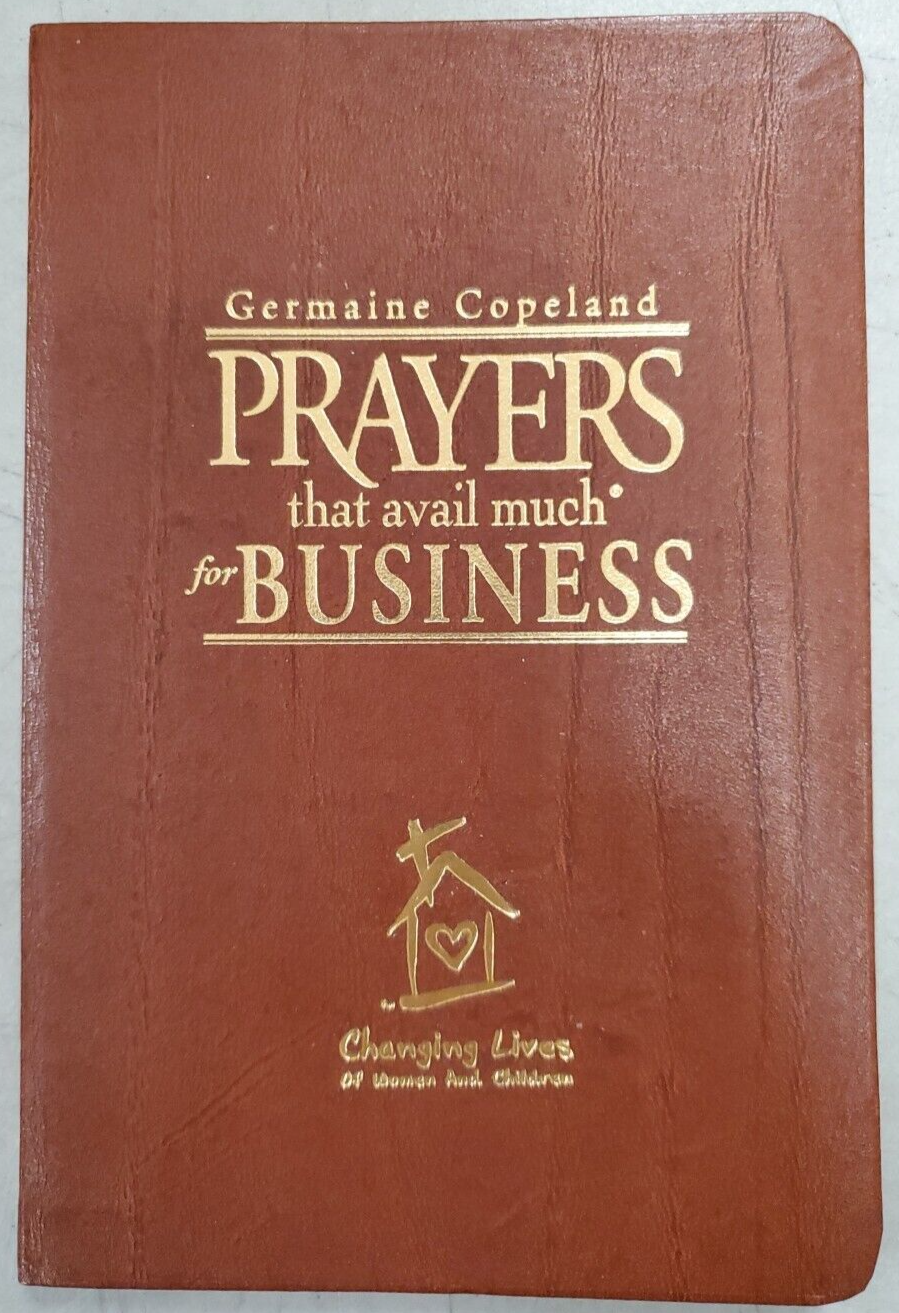 Germaine Copeland
PRAYERS
that avail much®
for BUSINESS
Changing Lives
Of Women And Children